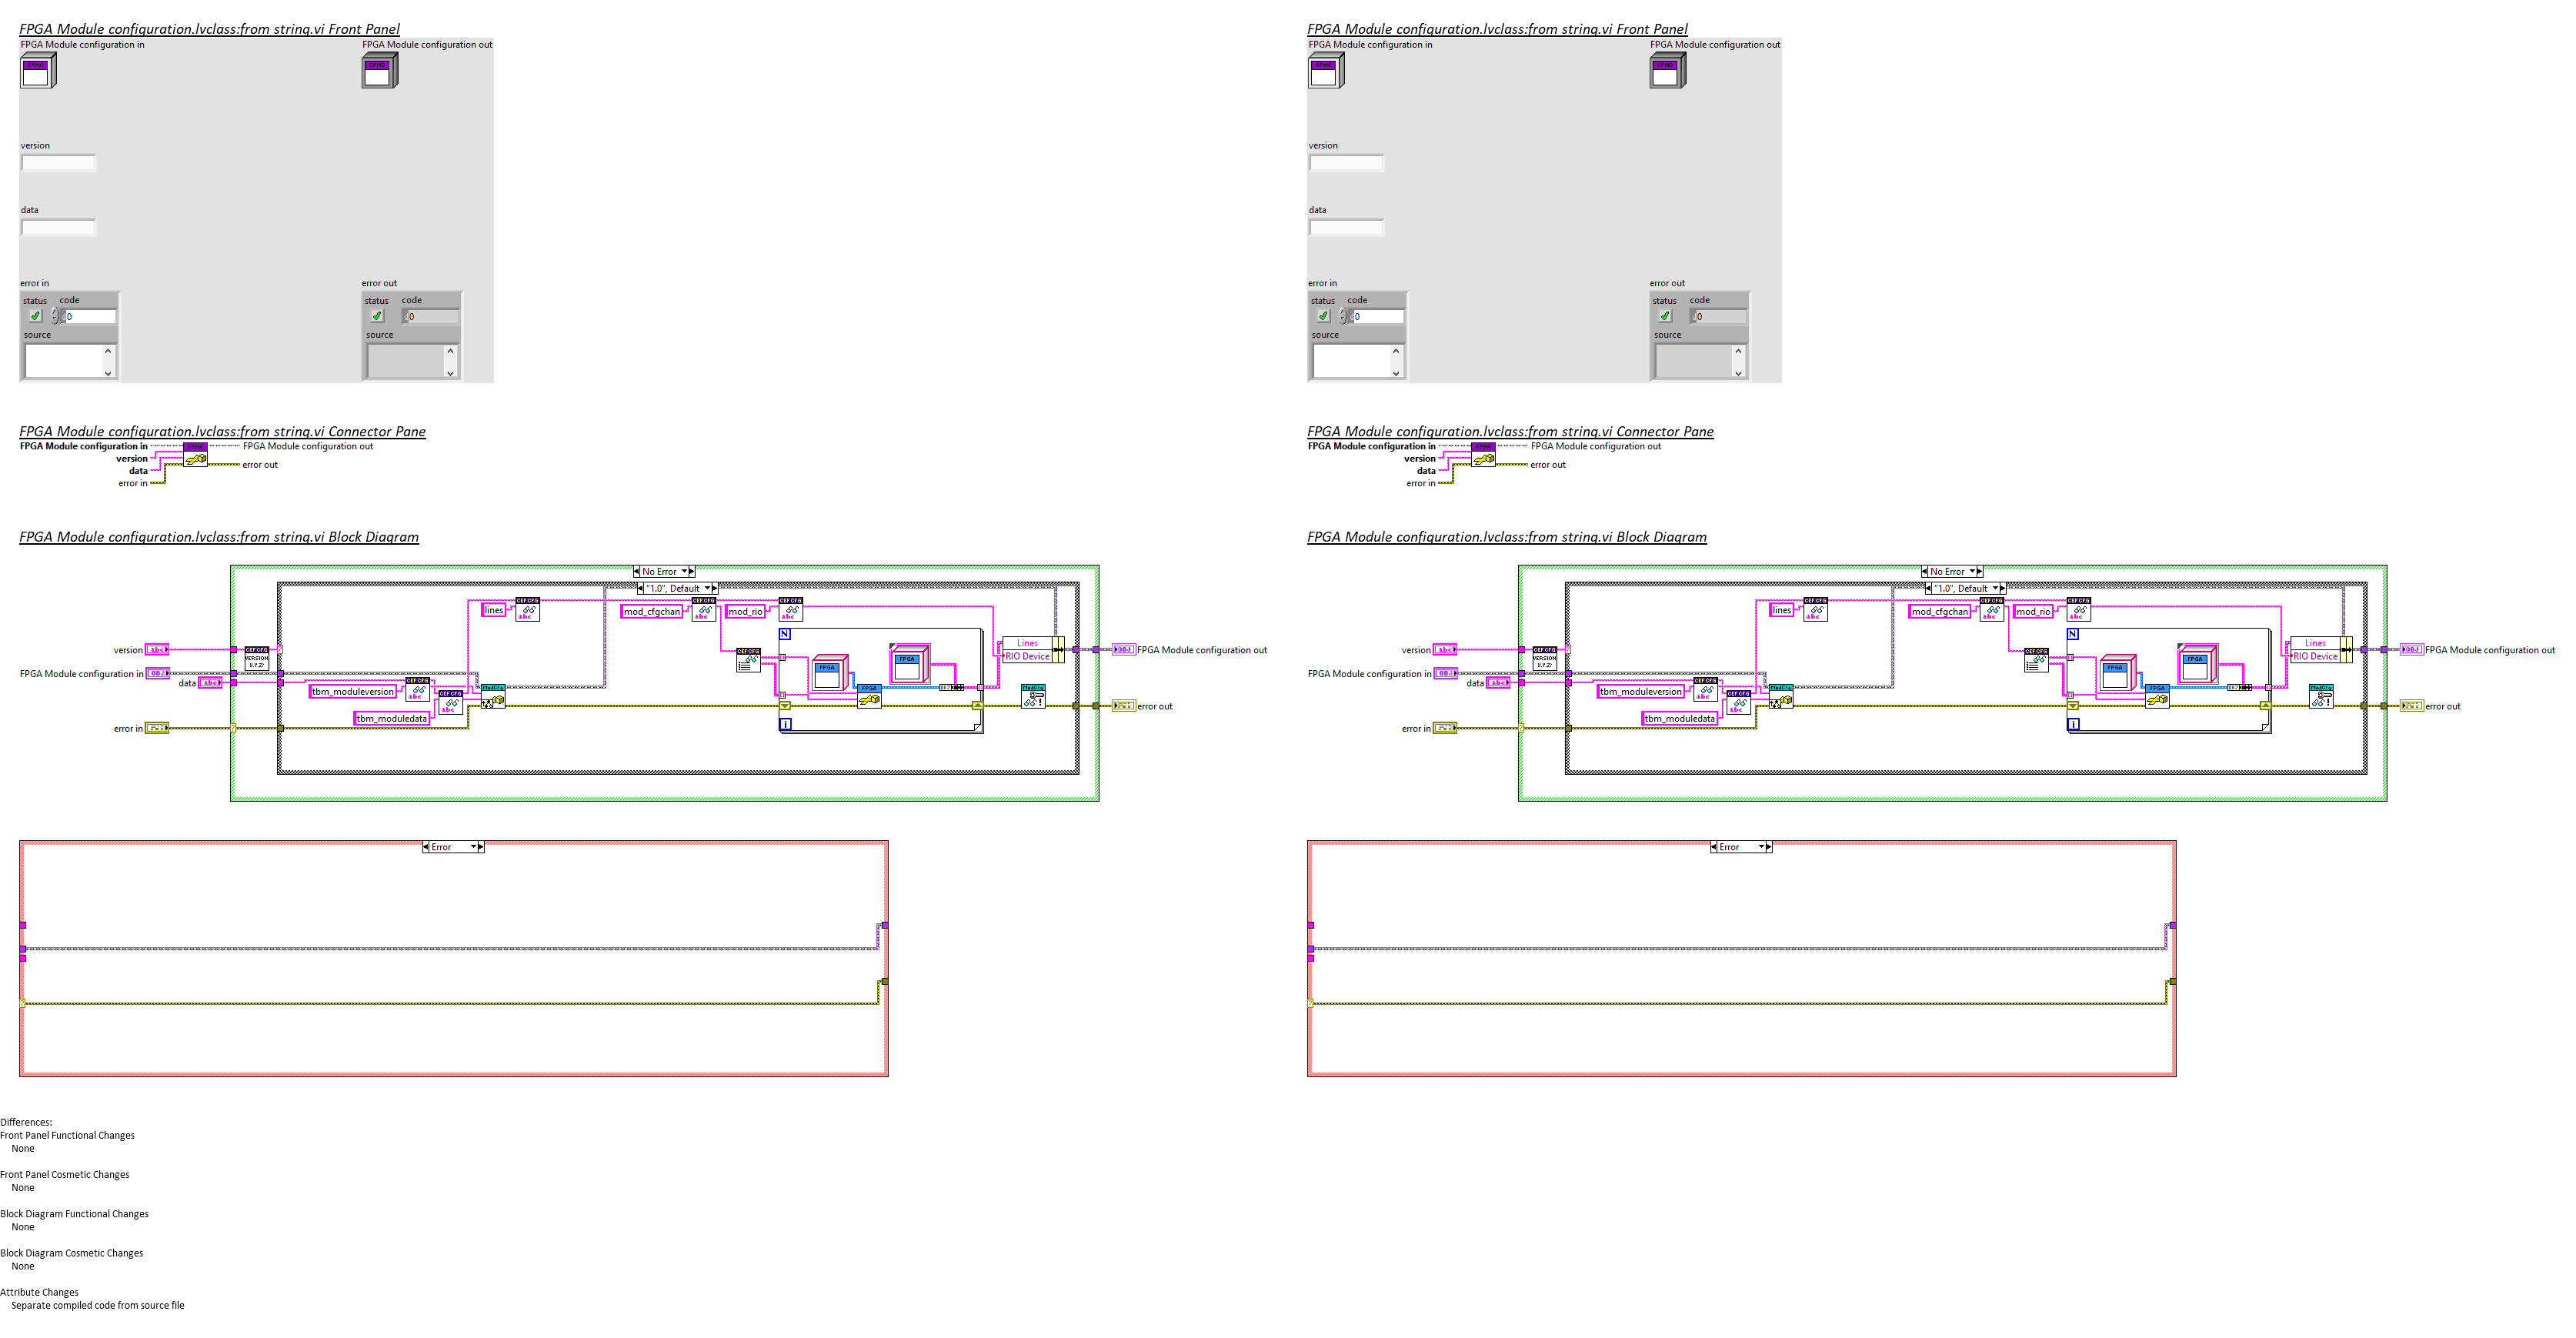 FPGA Module configuration.lvclass:from string.vi Front Panel
FPGA Module configuration in
FPGA Module configuration out
version
data
error in
error out
status code
status code
0
0
source
source
FPGA Module configuration.lvclass:from string.vi Connector Pane
FPGA Module configuration in
FPGA Module configuration out
version
data
error out
error in
FPGA Module configuration.lvclass:from string.vi Block Diagram
No Error
"1.0", Default
lines
mod_cfgchan
mod_rio
Lines
RIO Device
version
FPGA Module configuration in
data
tbm_moduleversion
tbm_moduledata
error in
FPGA
FPGA
FPGA
N
i
FPGA Module configuration out
error out
Error
FPGA Module configuration.lvclass:from string.vi Front Panel
FPGA Module configuration in
FPGA Module configuration out
version
data
error in
error out
status code
status code
0
0
source
source
FPGA Module configuration.lvclass:from string.vi Connector Pane
FPGA Module configuration in
FPGA Module configuration out
version
data
error out
error in
FPGA Module configuration.lvclass:from string.vi Block Diagram
No Error
"1.0", Default
lines
mod_cfgchan
mod_rio
Lines
RIO Device
version
FPGA Module configuration in
data
tbm_moduleversion
tbm_moduledata
error in
FPGA
FPGA
FPGA
N
i
FPGA Module configuration out
error out
Error
Differences:
Front Panel Functional Changes
None
Front Panel Cosmetic Changes
None
Block Diagram Functional Changes
None
Block Diagram Cosmetic Changes
None
Attribute Changes
Separate compiled code from source file